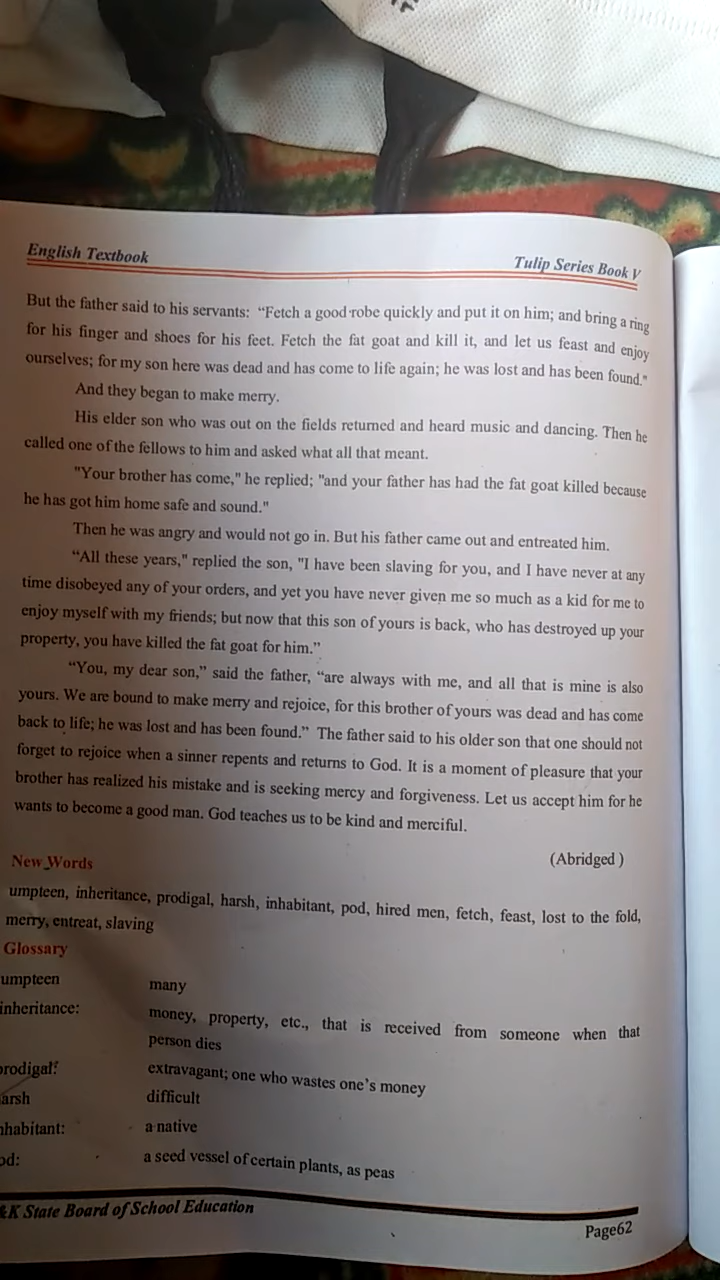 English Textbook
Tulip Series Book V
But the father said to his servants: “Fetch a good robe quickly and put it on him; and bring a ring
for his finger and shoes for his feet. Fetch the fat goat and kill it, and let us feast and enjoy
ourselves; for my son here was dead and has come to life again; he was lost and has been found."
And they began to make merry.
His elder son who was out on the fields returned and heard music and dancing. Then he
called one of the fellows to him and asked what all that meant.
"Your brother has come," he replied; "and your father has had the fat goat killed because
he has got him home safe and sound."
Then he was angry and would not go in. But his father came out and entreated him.
“All these years," replied the son, "I have been slaving for you, and I have never at any
time disobeyed any of your orders, and yet you have never given me so much as a kid for me to
enjoy myself with my friends; but now that this son of yours is back, who has destroyed up your
property, you have killed the fat goat for him.”
“You, my dear son,” said the father, “are always with me, and all that is mine is also
yours. We are bound to make merry and rejoice, for this brother of yours was dead and has come
back to life; he was lost and has been found.” The father said to his older son that one should not
forget to rejoice when a sinner repents and returns to God. It is a moment of pleasure that your
brother has realized his mistake and is seeking mercy and forgiveness. Let us accept him for he
wants to become a good man. God teaches us to be kind and merciful.
(Abridged )
New Words
umpteen, inheritance, prodigal, harsh, inhabitant, pod, hired men, fetch, feast, lost to the fold,
merry, entreat, slaving
Glossary
umpteen many
inheritance: money, property, etc., that is received from someone when that
person dies
prodigal: extravagant; one who wastes one’s money
arsh difficult
nhabitant: a native
od: a seed vessel of certain plants, as peas
&K State Board of School Education
Page62